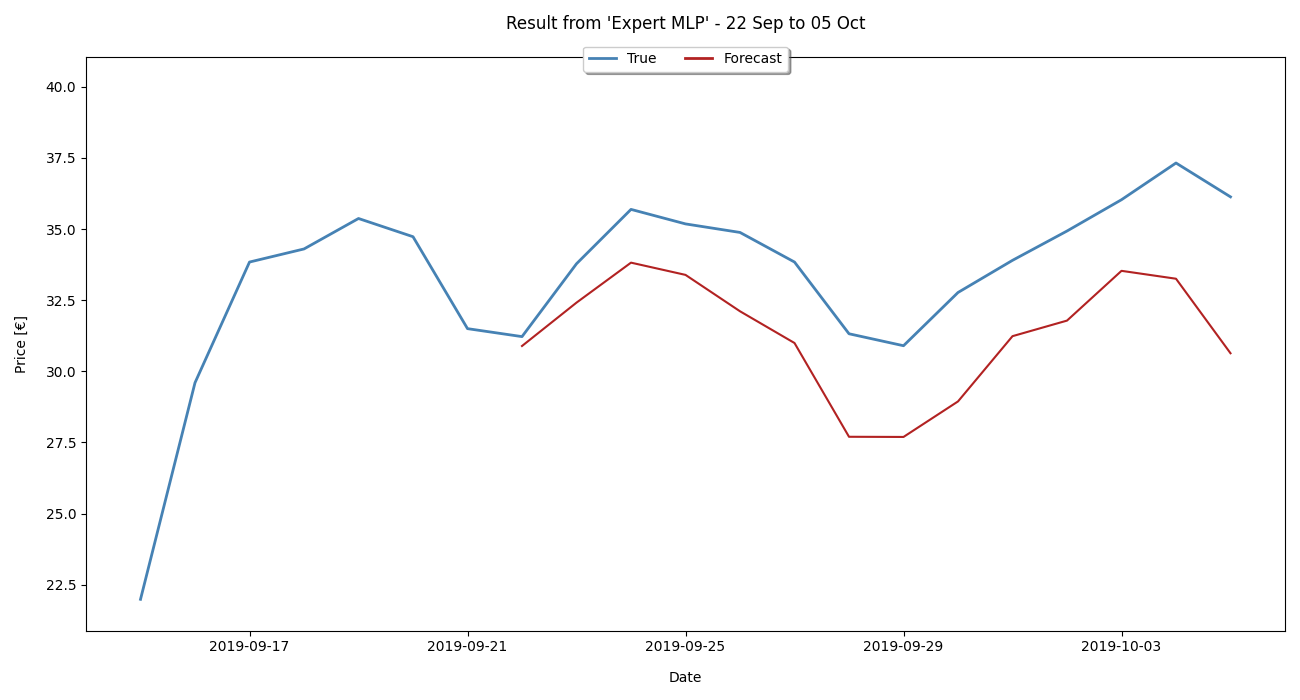 Result from 'Expert MLP' - 22 Sep to 05 Oct
True
Forecast
40.0
37.5
35.0
32.5
30.0
27.5
25.0
22.5
Price [€]
2019-09-17
2019-09-21
2019-09-25
2019-09-29
2019-10-03
Date